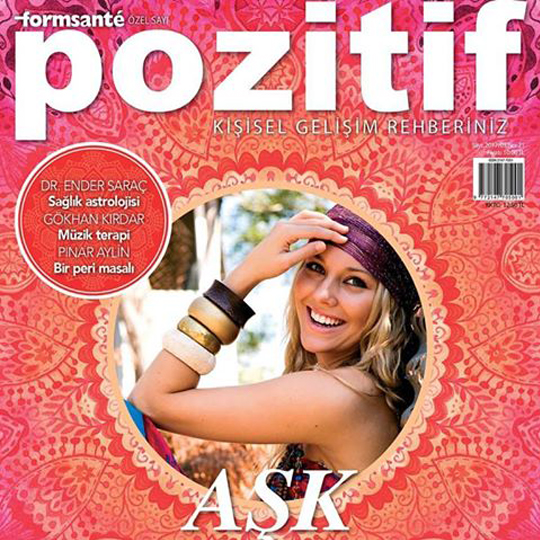 formsanté ÖZEL SAYI
pozitif
KİŞİSEL GELİŞİM REHBERİNİZ
DR. ENDER SARAÇ
Sağlık astrolojisi
GÖKHAN KIRDAR
Müzik terapi
PINAR AYLİN
Bir peri masalı
AŞK